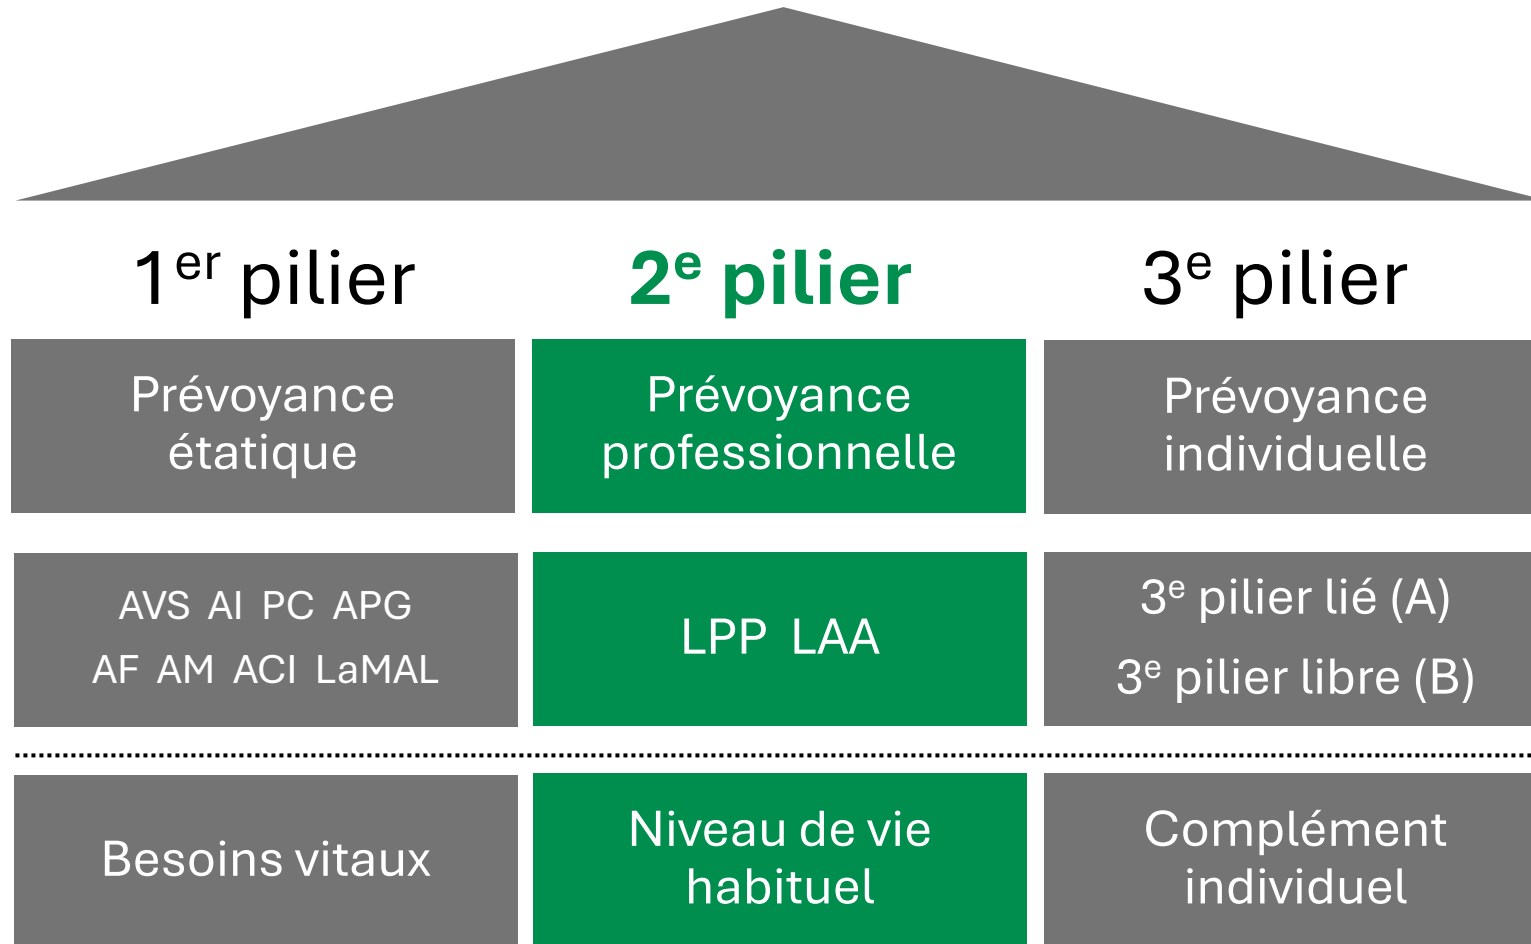 1er pilier
2e pilier
3e pilier
Prévoyance
étatique
Prévoyance
professionnelle
Prévoyance
individuelle
AVS AI PC APG
AF AM ACI LaMAL
LPP LAA
3e pilier lié (A)
3e pilier libre (B)
Besoins vitaux
Niveau de vie
habituel
Complément
individuel